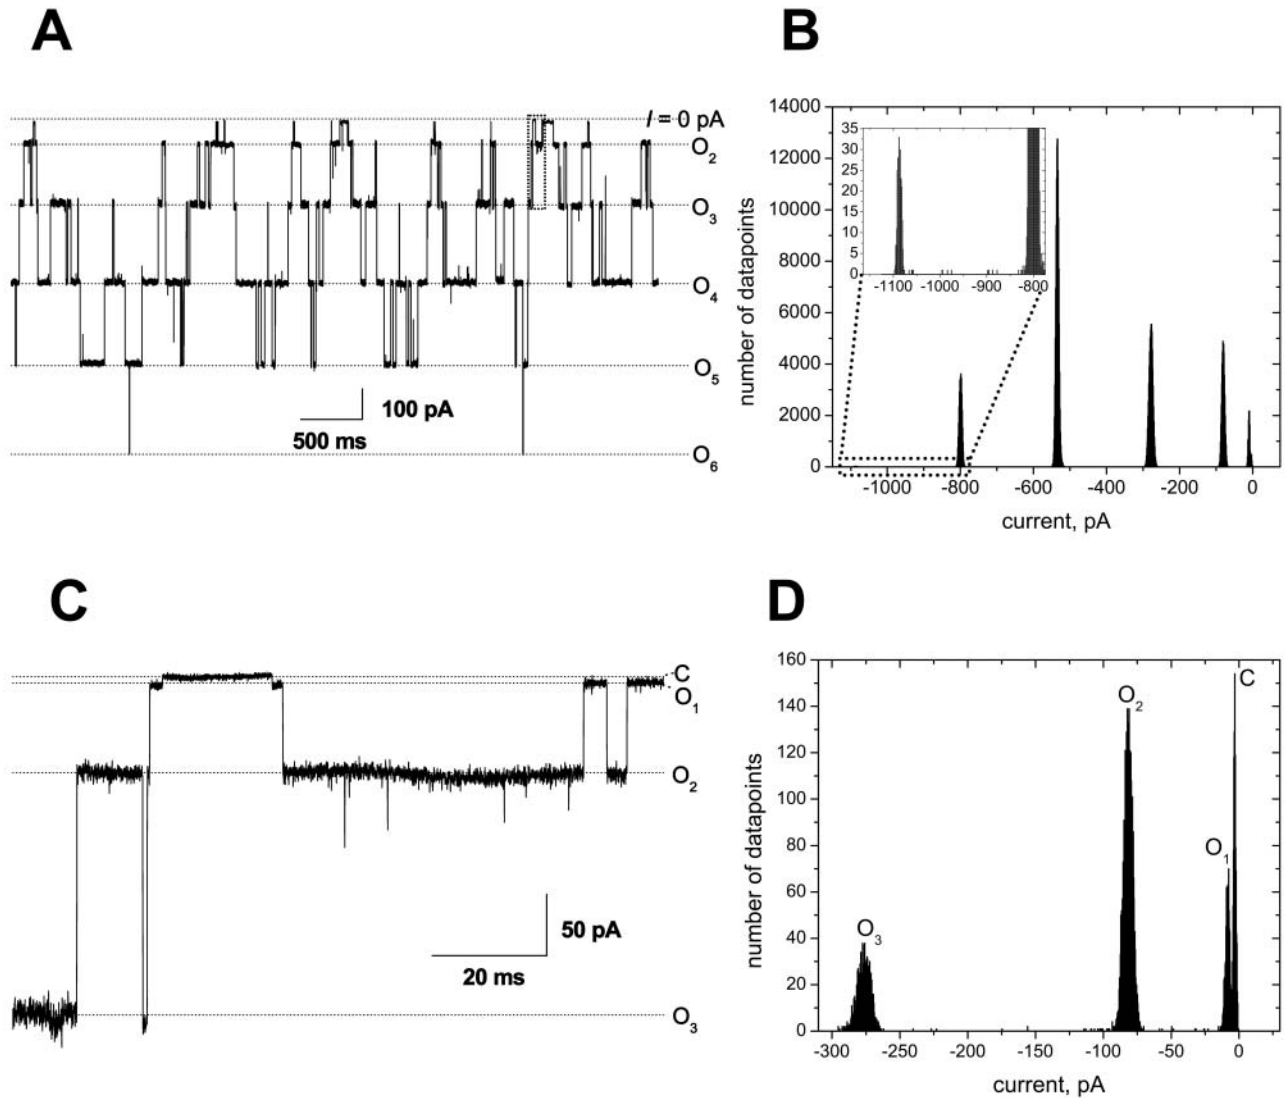 A
I = 0 pA
O2
O3
O4
O5
O6
100 pA
500 ms
B
14000
12000
10000
8000
6000
4000
2000
0
number of datapoints
-1000 -800 -600 -400 -200 0
current, pA
35
30
25
20
15
10
5
0
-1100 -1000 -900 -800
C
C
O1
O2
O3
50 pA
20 ms
D
160
140
120
100
80
60
40
20
0
number of datapoints
O3
O2
O1
C
-300 -250 -200 -150 -100 -50 0
current, pA